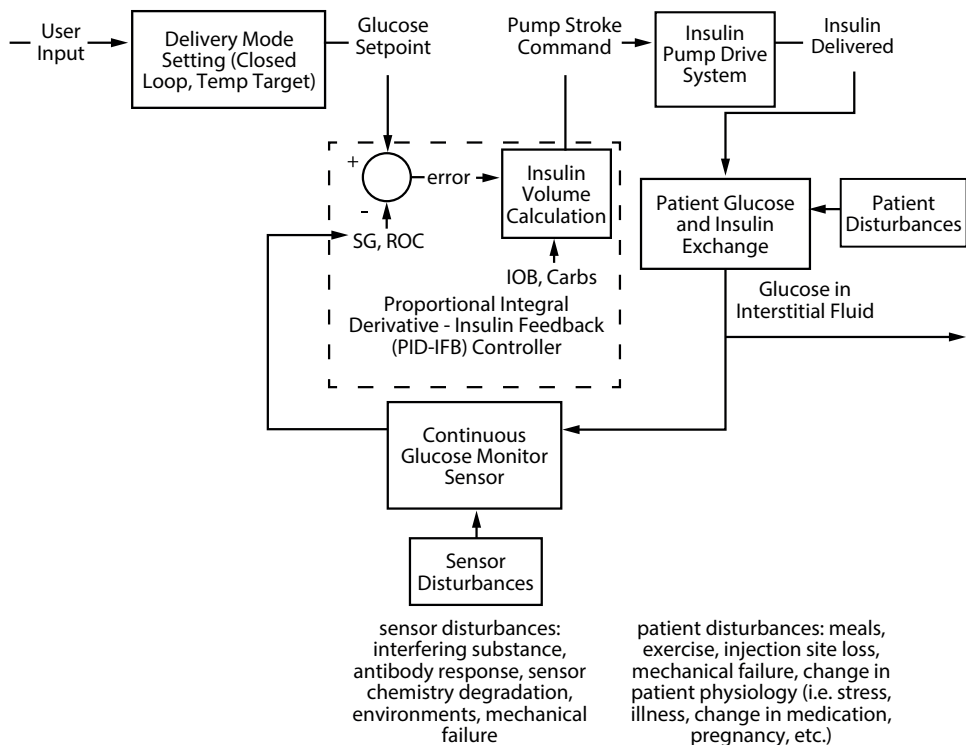 User
Input
Delivery Mode
Setting (Closed
Loop, Temp Target)
Glucose
Setpoint
Pump Stroke
Command
Insulin
Pump Drive
System
Insulin
Delivered
+
-
error
Insulin
Volume
Calculation
SG, ROC
IOB, Carbs
Proportional Integral
Derivative - Insulin Feedback
(PID-IFB) Controller
Patient Glucose
and Insulin
Exchange
Patient
Disturbances
Glucose in
Interstitial Fluid
Continuous
Glucose Monitor
Sensor
Sensor
Disturbances
sensor disturbances:
interfering substance,
antibody response, sensor
chemistry degradation,
environments, mechanical
failure
patient disturbances: meals,
exercise, injection site loss,
mechanical failure, change in
patient physiology (i.e. stress,
illness, change in medication,
pregnancy, etc.)